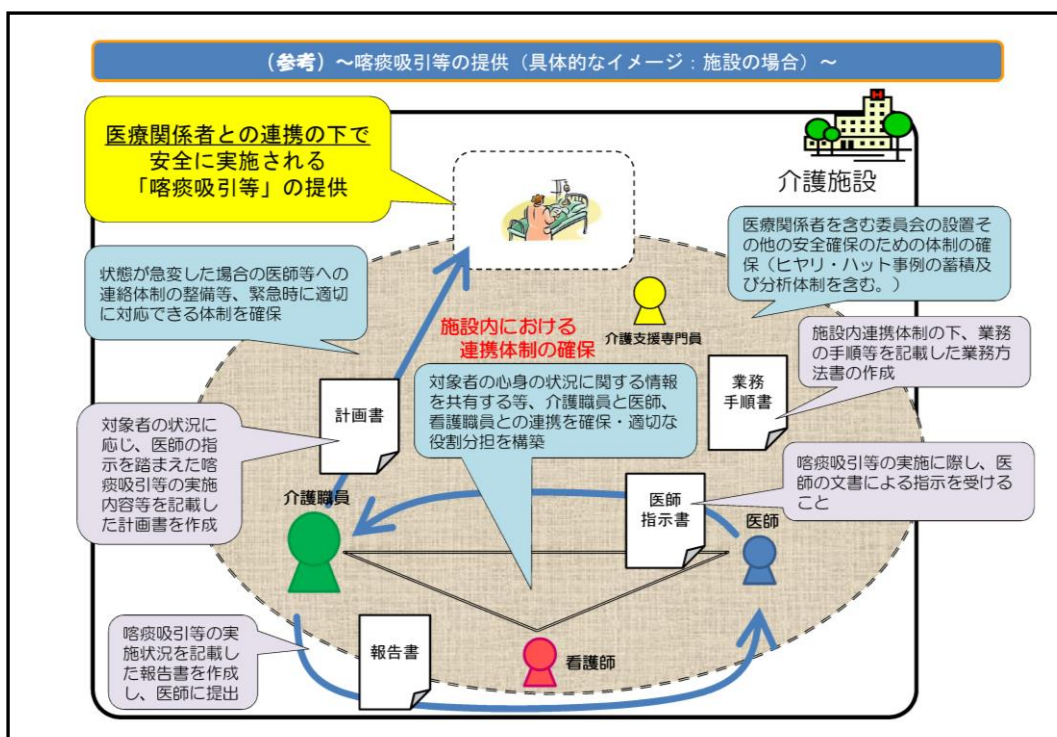 （参考）～喀痰吸引等の提供（具体的なイメージ：施設の場合）～
医療関係者との連携の下で
安全に実施される
「喀痰吸引等」の提供
H
介護施設
医療関係者を含む委員会の設置そ
の他の安全確保のための体制の確
保（ヒヤリ・ハット事例の蓄積及
び分析体制を含む。）
状態が急変した場合の医師等への
連絡体制の整備等、緊急時に適切
に対応できる体制を確保
施設内における
連携体制の確保
介護支援専門員
施設内連携体制の下、業務
の手順等を記載した業務方
法書の作成
計画書
対象者の心身の状況に関する情報
を共有する等、介護職員と医師、
看護職員との連携を確保・適切な
役割分担を構築
業務
手順書
対象者の状況に
応じ、医師の指
示を踏まえた喀
痰吸引等の実施
内容等を記載し
た計画書を作成
喀痰吸引等の実施に際し、医
師の文書による指示を受けるこ
と
介護職員
医師
指示書
医師
喀痰吸引等の実
施状況を記載し
た報告書を作成
し、医師に提出
報告書
看護師